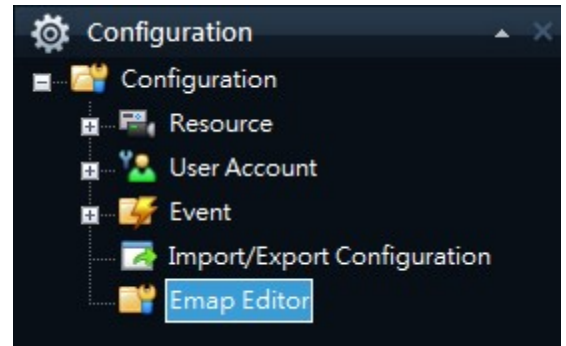 Configuration
Configuration
Resource
User Account
Event
Import/Export Configuration
Emap Editor